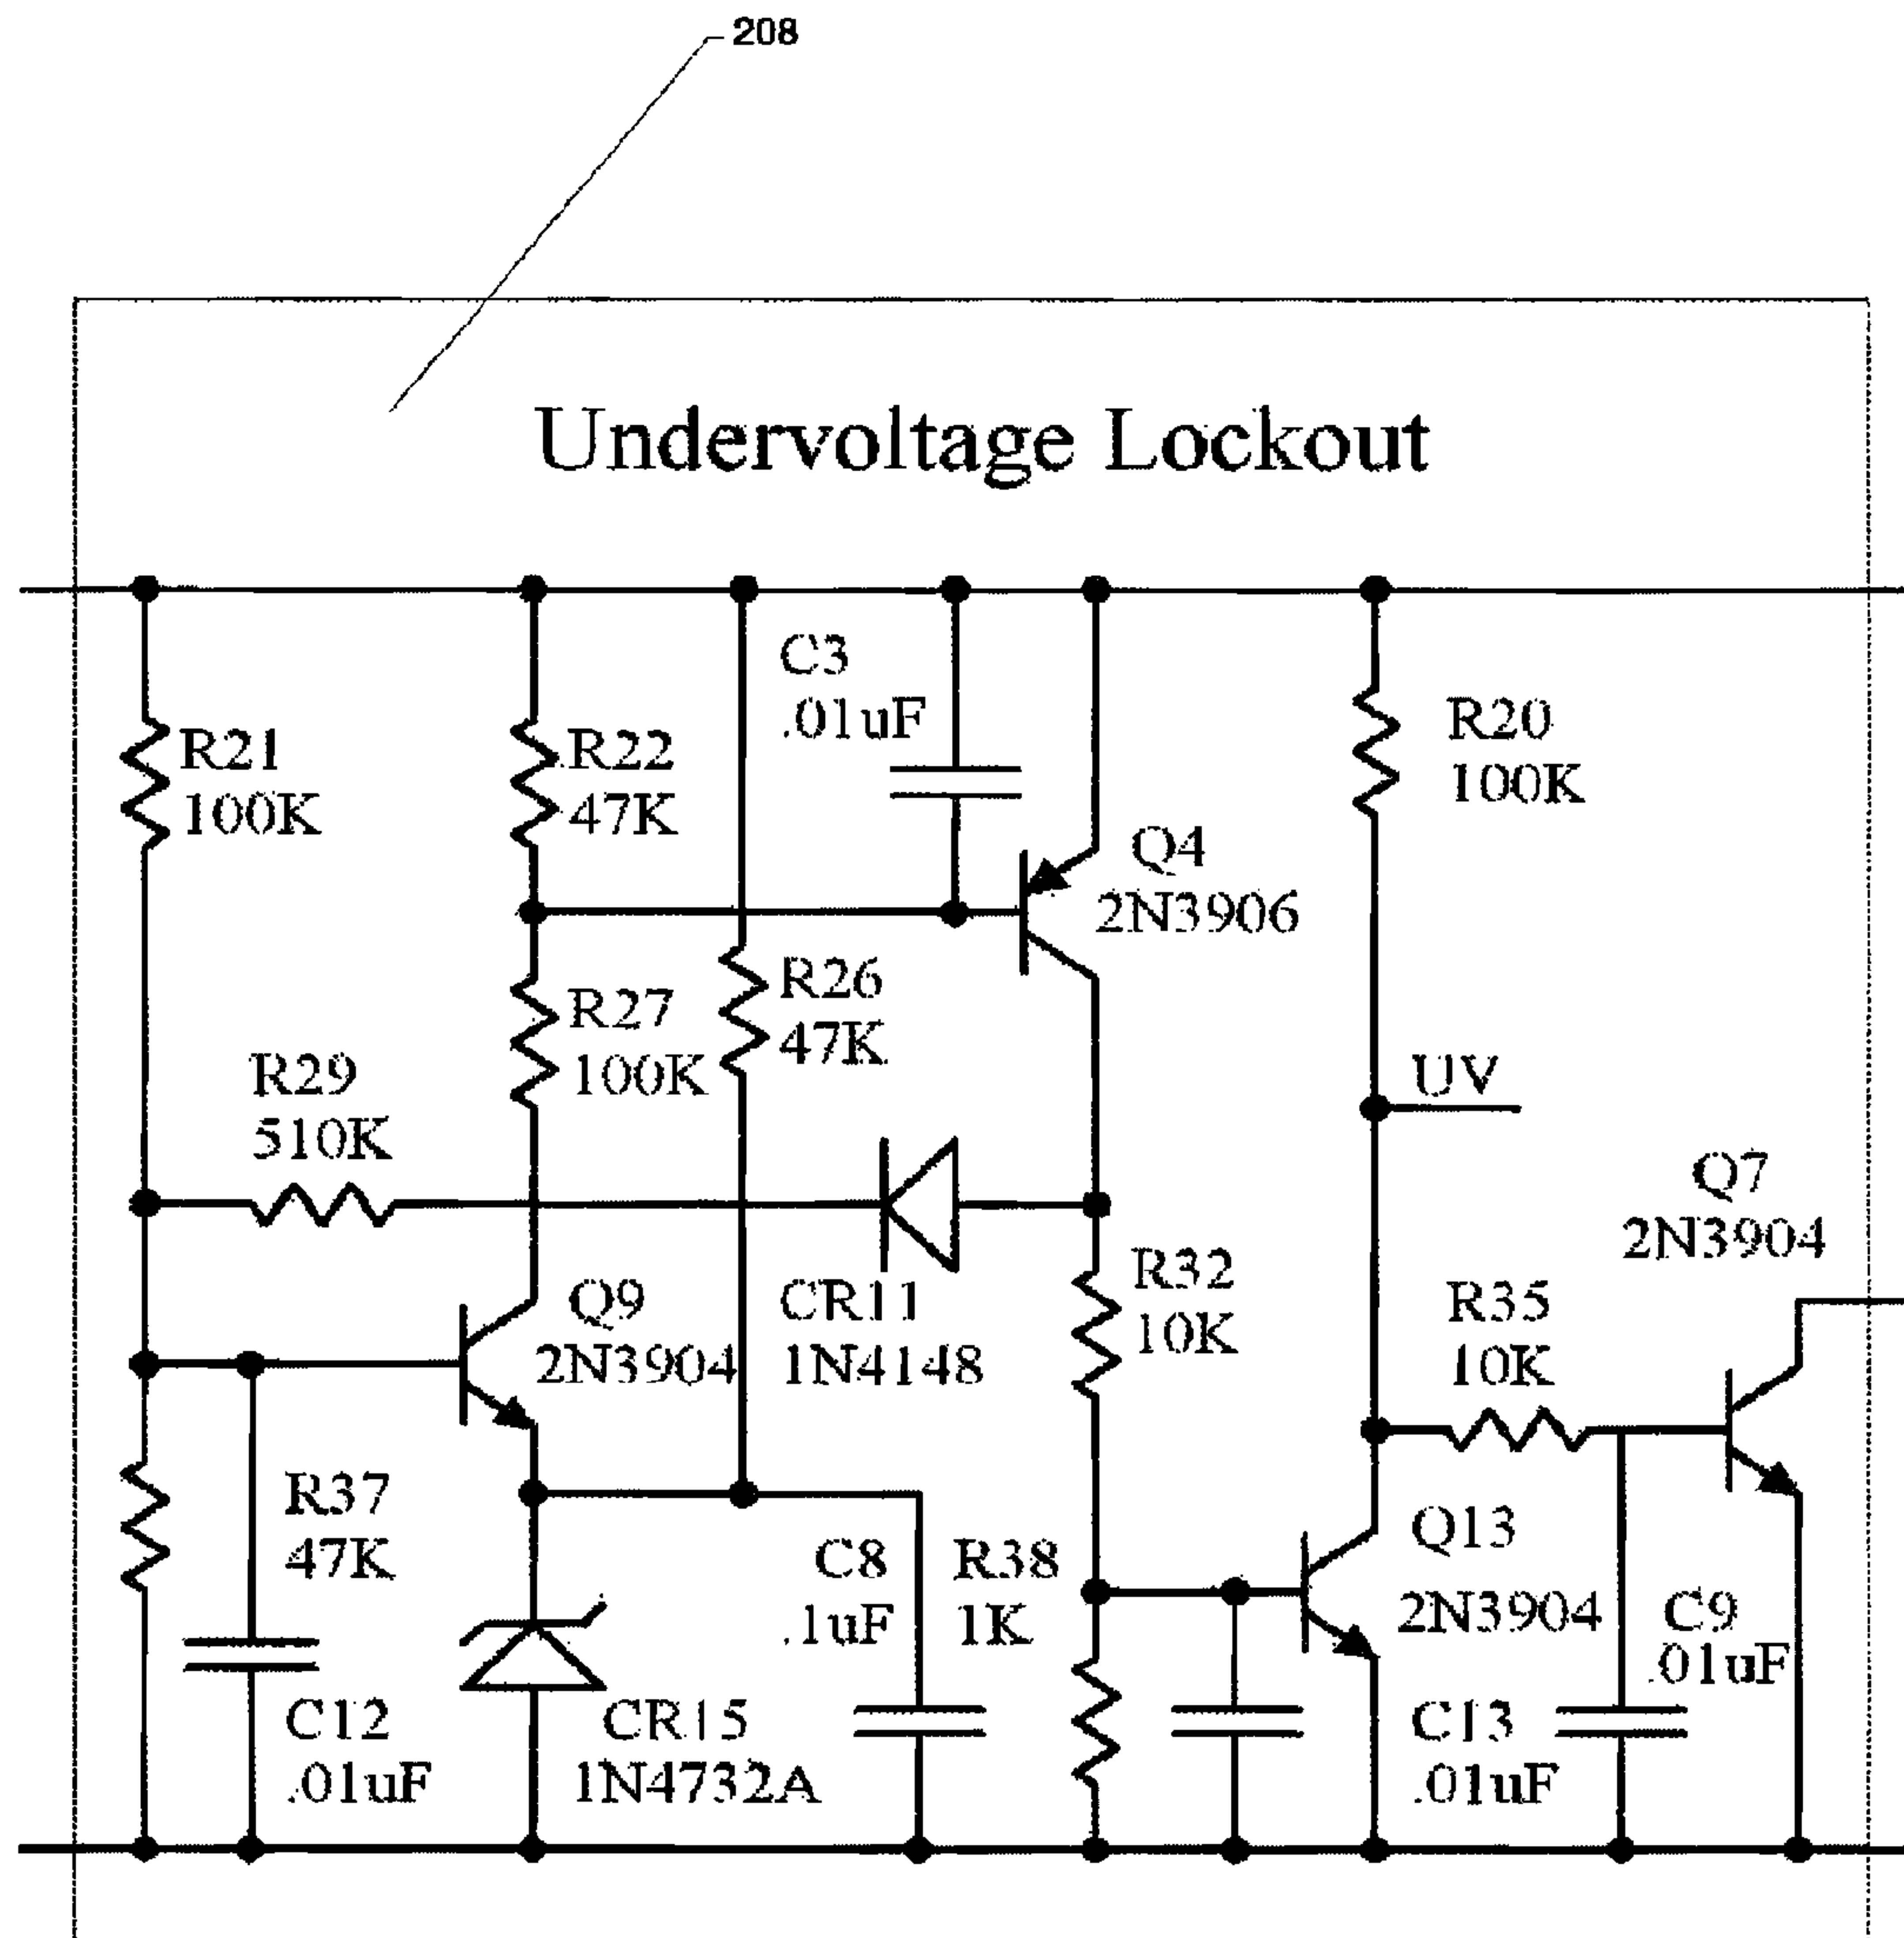 208
Undervoltage Lockout
C3
.01uF
R21
100K
R22
47K
R20
100K
Q4
2N3906
R26
47K
R27
100K
R29
510K
UV
Q7
2N3904
R32
10K
Q9
2N3904
CR11
1N4148
R35
10K
R37
47K
C8
.1uF
R38
1K
Q13
2N3904
C9
.01uF
C12
.01uF
CR15
1N4732A
C13
.01uF